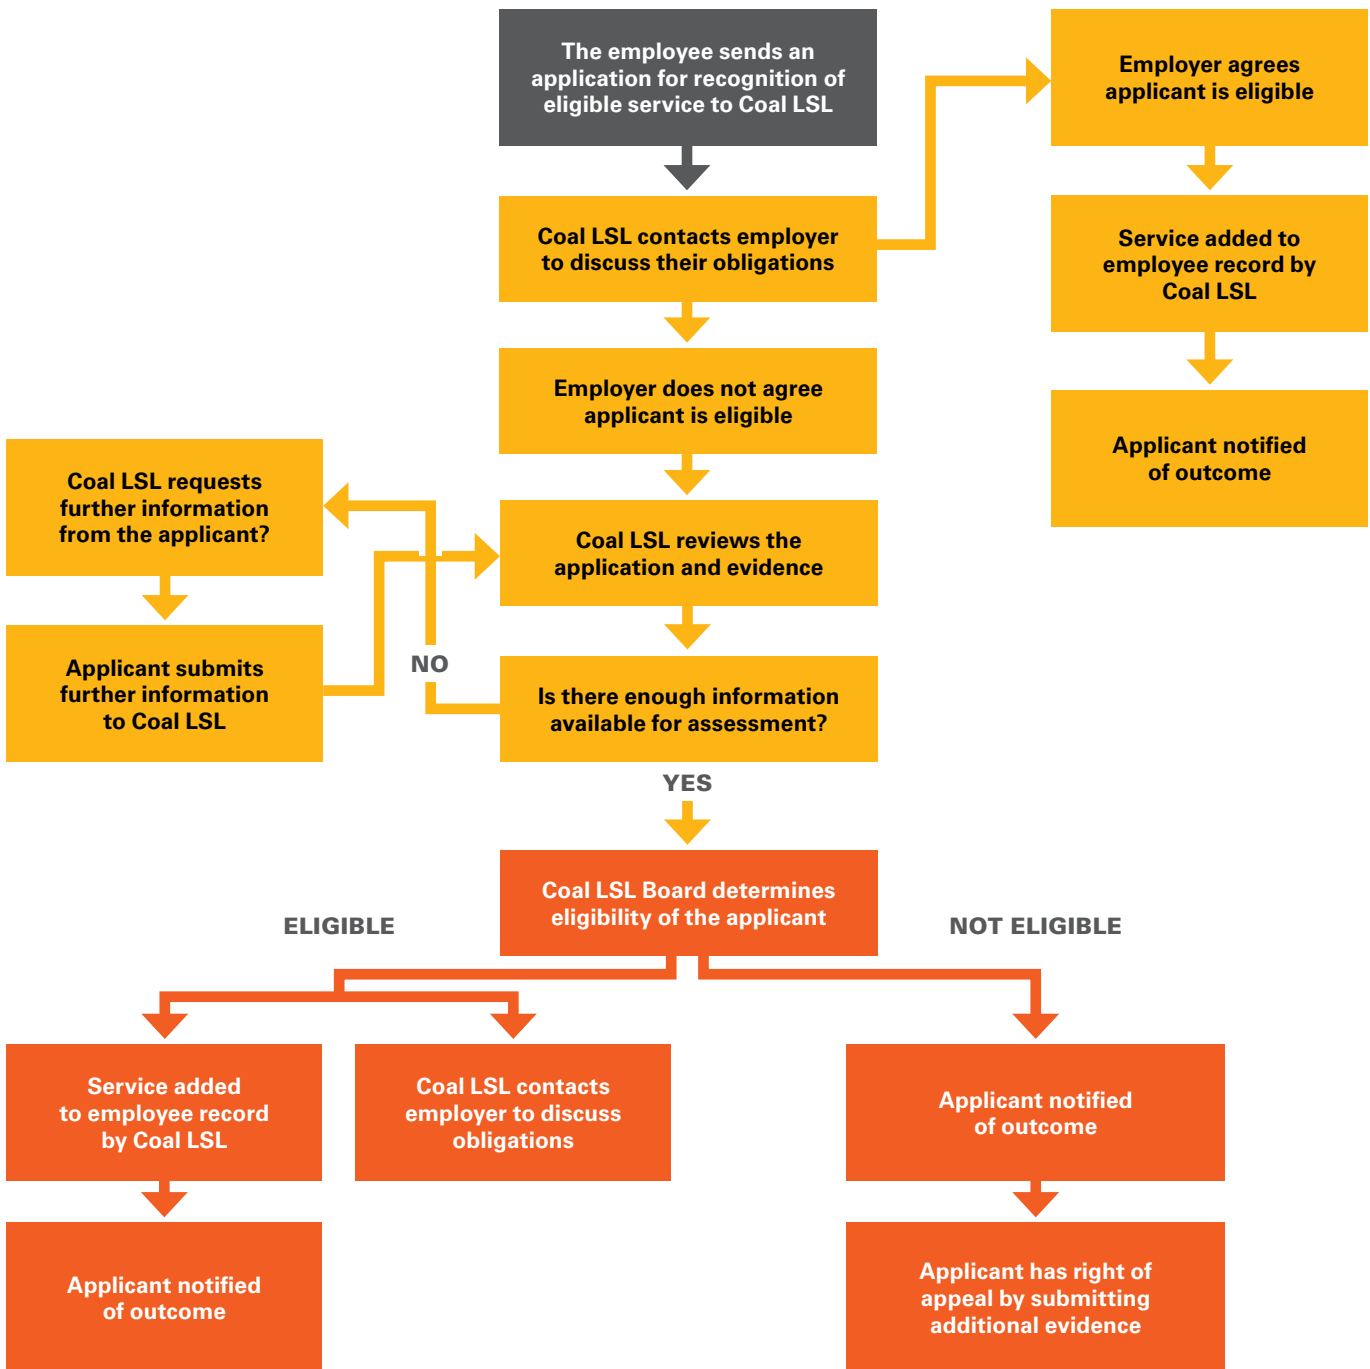 The employee sends an
application for recognition of
eligible service to Coal LSL
Employer agrees
applicant is eligible
Coal LSL contacts employer
to discuss their obligations
Service added to
employee record by
Coal LSL
Employer does not agree
applicant is eligible
Applicant notified
of outcome
Coal LSL requests
further information
from the applicant?
Coal LSL reviews the
application and evidence
Applicant submits
further information
to Coal LSL
NO
Is there enough information
available for assessment?
YES
Coal LSL Board determines
eligibility of the applicant
ELIGIBLE
NOT ELIGIBLE
Service added
to employee record
by Coal LSL
Coal LSL contacts
employer to discuss
obligations
Applicant notified
of outcome
Applicant notified
of outcome
Applicant has right of
appeal by submitting
additional evidence